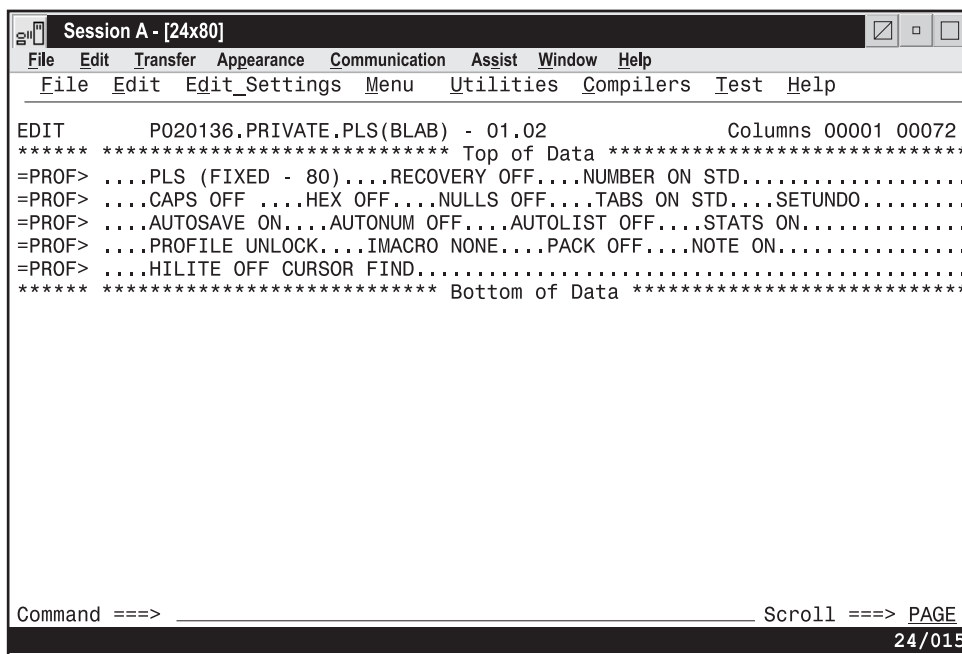 Session A - [24x80]
File Edit Transfer Appearance Communication Assist Window Help
File Edit Edit_Settings Menu Utilities Compilers Test Help
EDIT PO20136.PRIVATE.PLS(BLAB) - 01.02 Columns 00001 00072
****** **************************** Top of Data ******************************
=PROF> ....PLS (FIXED - 80)....RECOVERY OFF....NUMBER ON STD...................
=PROF> ....CAPS OFF ....HEX OFF....NULLS OFF....TABS ON STD....SETUNDO.........
=PROF> ....AUTOSAVE ON....AUTONUM OFF....AUTOLIST OFF....STATS ON..............
=PROF> ....PROFILE UNLOCK....IMACRO NONE....PACK OFF....NOTE ON................
=PROF> ....HILITE OFF CURSOR FIND..............................................
****** *************************** Bottom of Data ****************************
Command ===> Scroll ===> PAGE
24/015